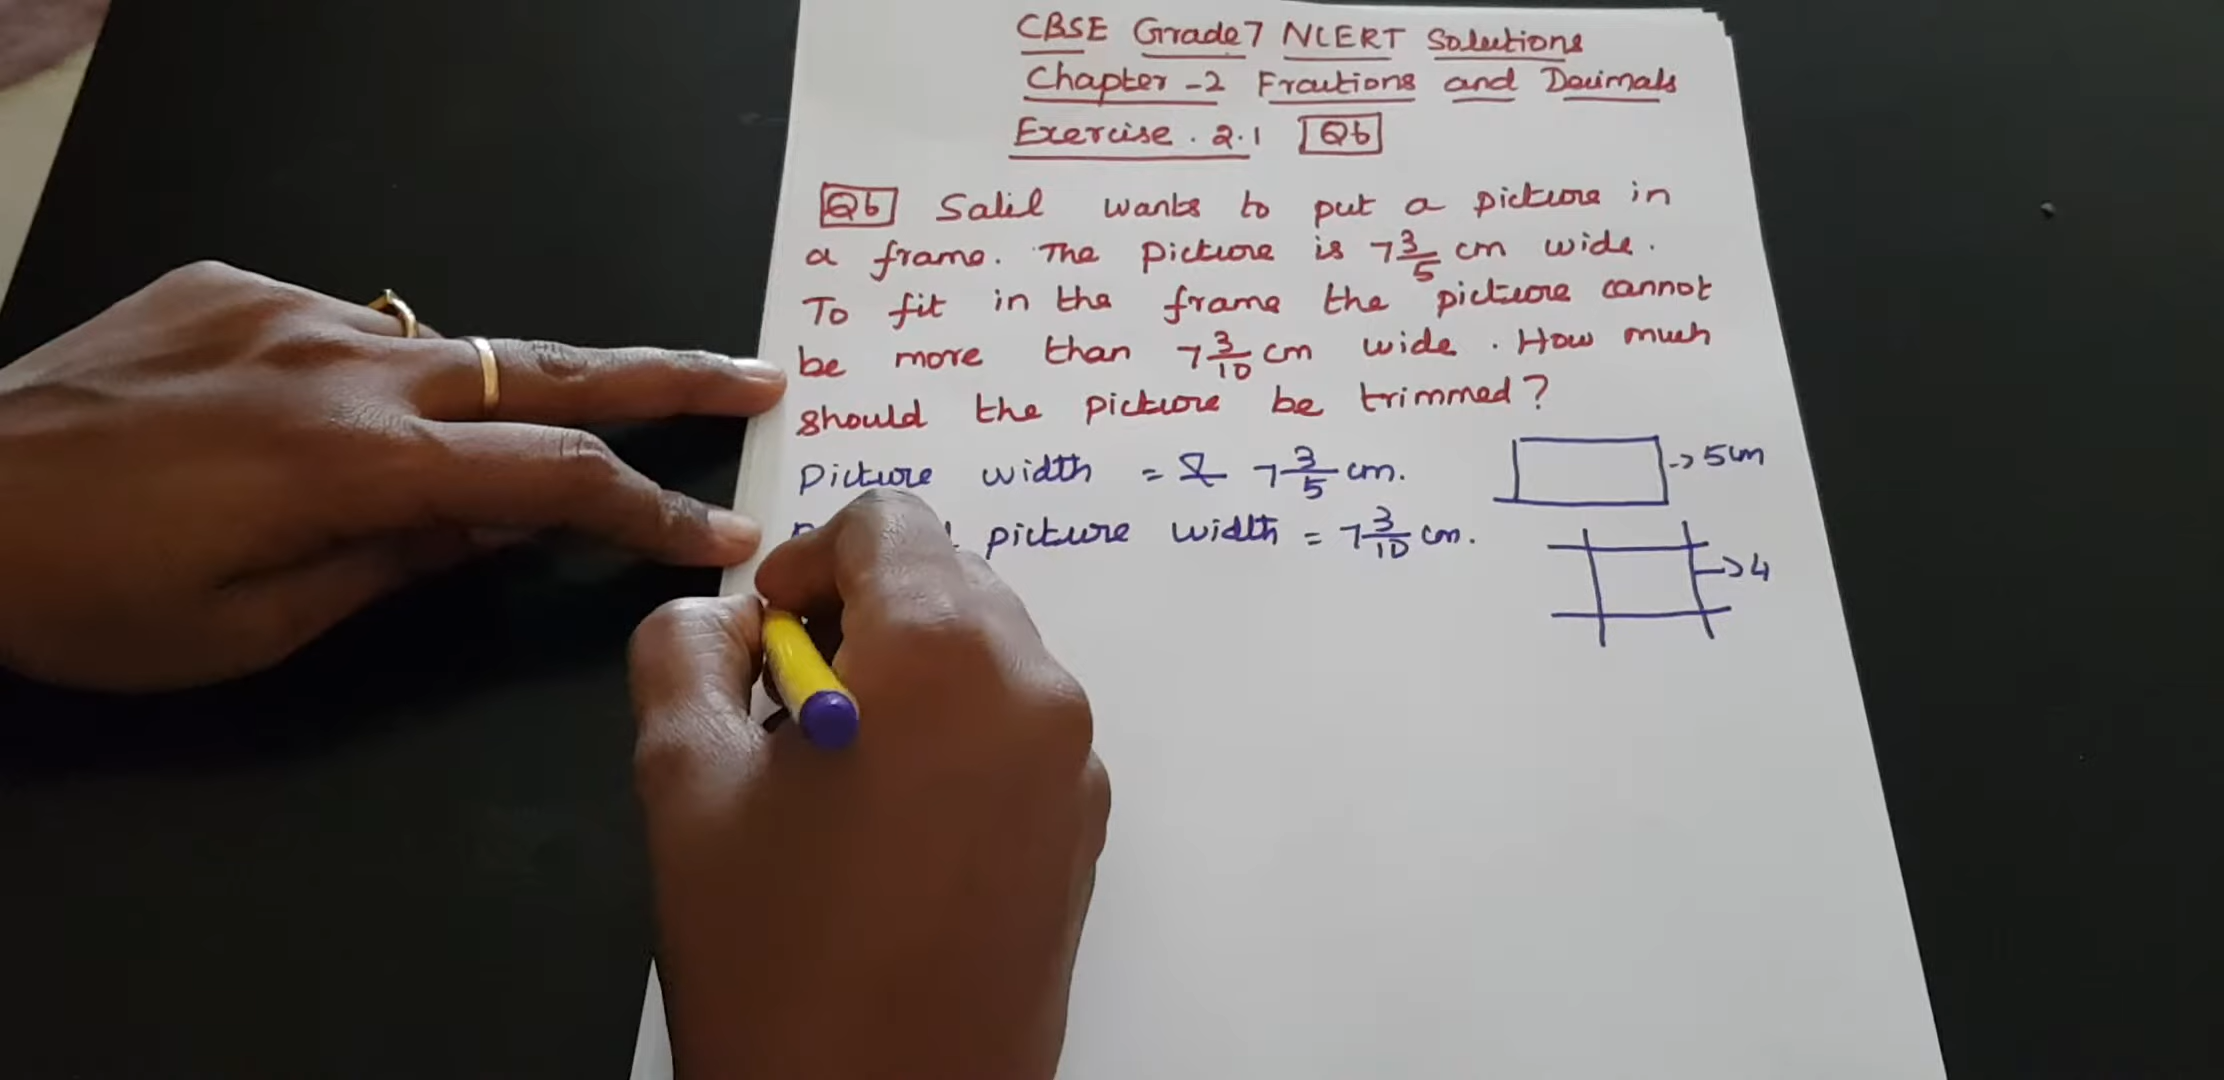 CBSE Grade 7 NCERT Solutions
Chapter - 2 Fractions and Decimals
Exercise . 2.1 Q6
Q6 Salil wants to put a picture in
a frame. The picture is 7 3/5 cm wide.
To fit in the frame the picture cannot
be more than 7 3/10 cm wide. How much
should the picture be trimmed?
Picture width = 7 3/5 cm.
-> 5cm
picture width = 7 3/10 cm.
-> 4